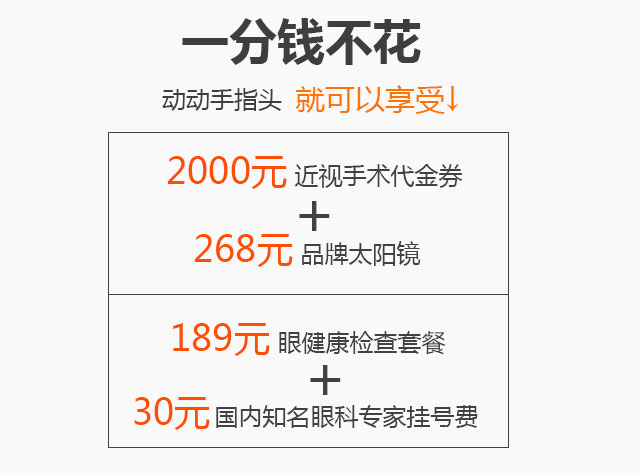 一分钱不花
动动手指头 就可以享受↓
2000元 近视手术代金券
+
268元 品牌太阳镜
189元 眼健康检查套餐
+
30元 国内知名眼科专家挂号费